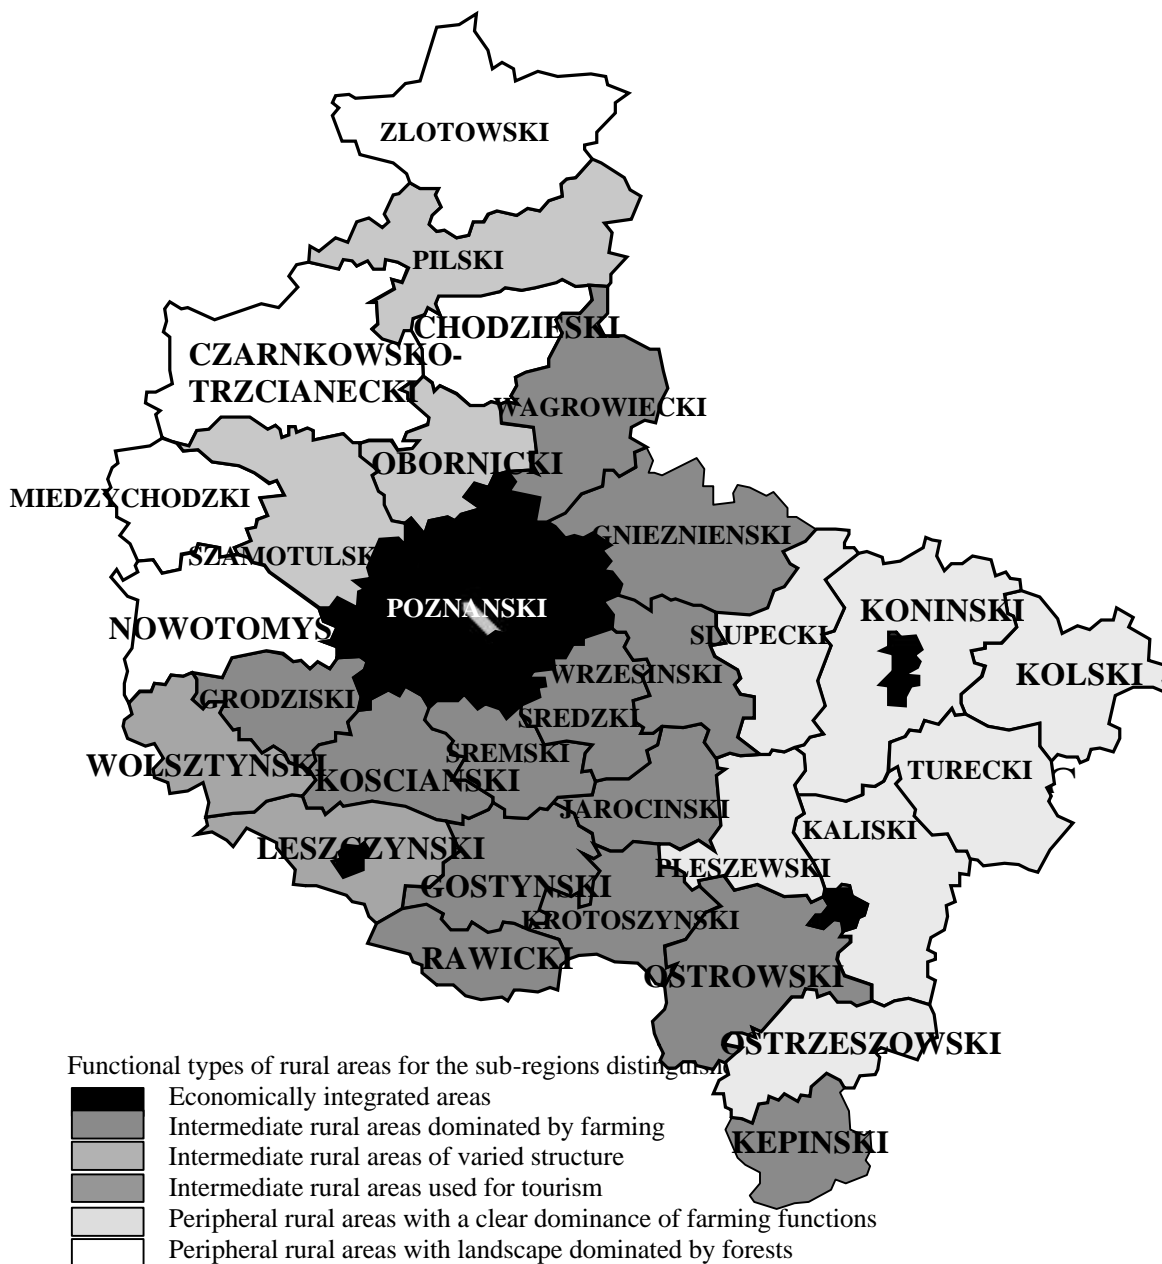 ZLOTOWSKI
PILSKI
CHODZIESKI
CZARNKOWSKO-
TRZCIANECKI
WAGROWIECKI
OBORNICKI
MIEDZYCHODZKI
GNIEZNIENSKI
SZAMOTULSK
POZNANSKI
NOWOTOMYS
SLUPECKI
KONINSKI
WRZESINSKI
KOLSKI
GRODZISKI
SREDZKI
SREMSKI
WOLSZTYNSKI
KOSCIANSKI
TURECKI
JAROCINSKI
KALISKI
LESZCZYNSKI
PLESZEWSKI
GOSTYNSKI
KROTOSZYNSKI
RAWICKI
OSTROWSKI
OSTRZESZOWSKI
Functional types of rural areas for the sub-regions distinguishe
Economically integrated areas
Intermediate rural areas dominated by farming
KEPINSKI
Intermediate rural areas of varied structure
Intermediate rural areas used for tourism
Peripheral rural areas with a clear dominance of farming functions
Peripheral rural areas with landscape dominated by forests